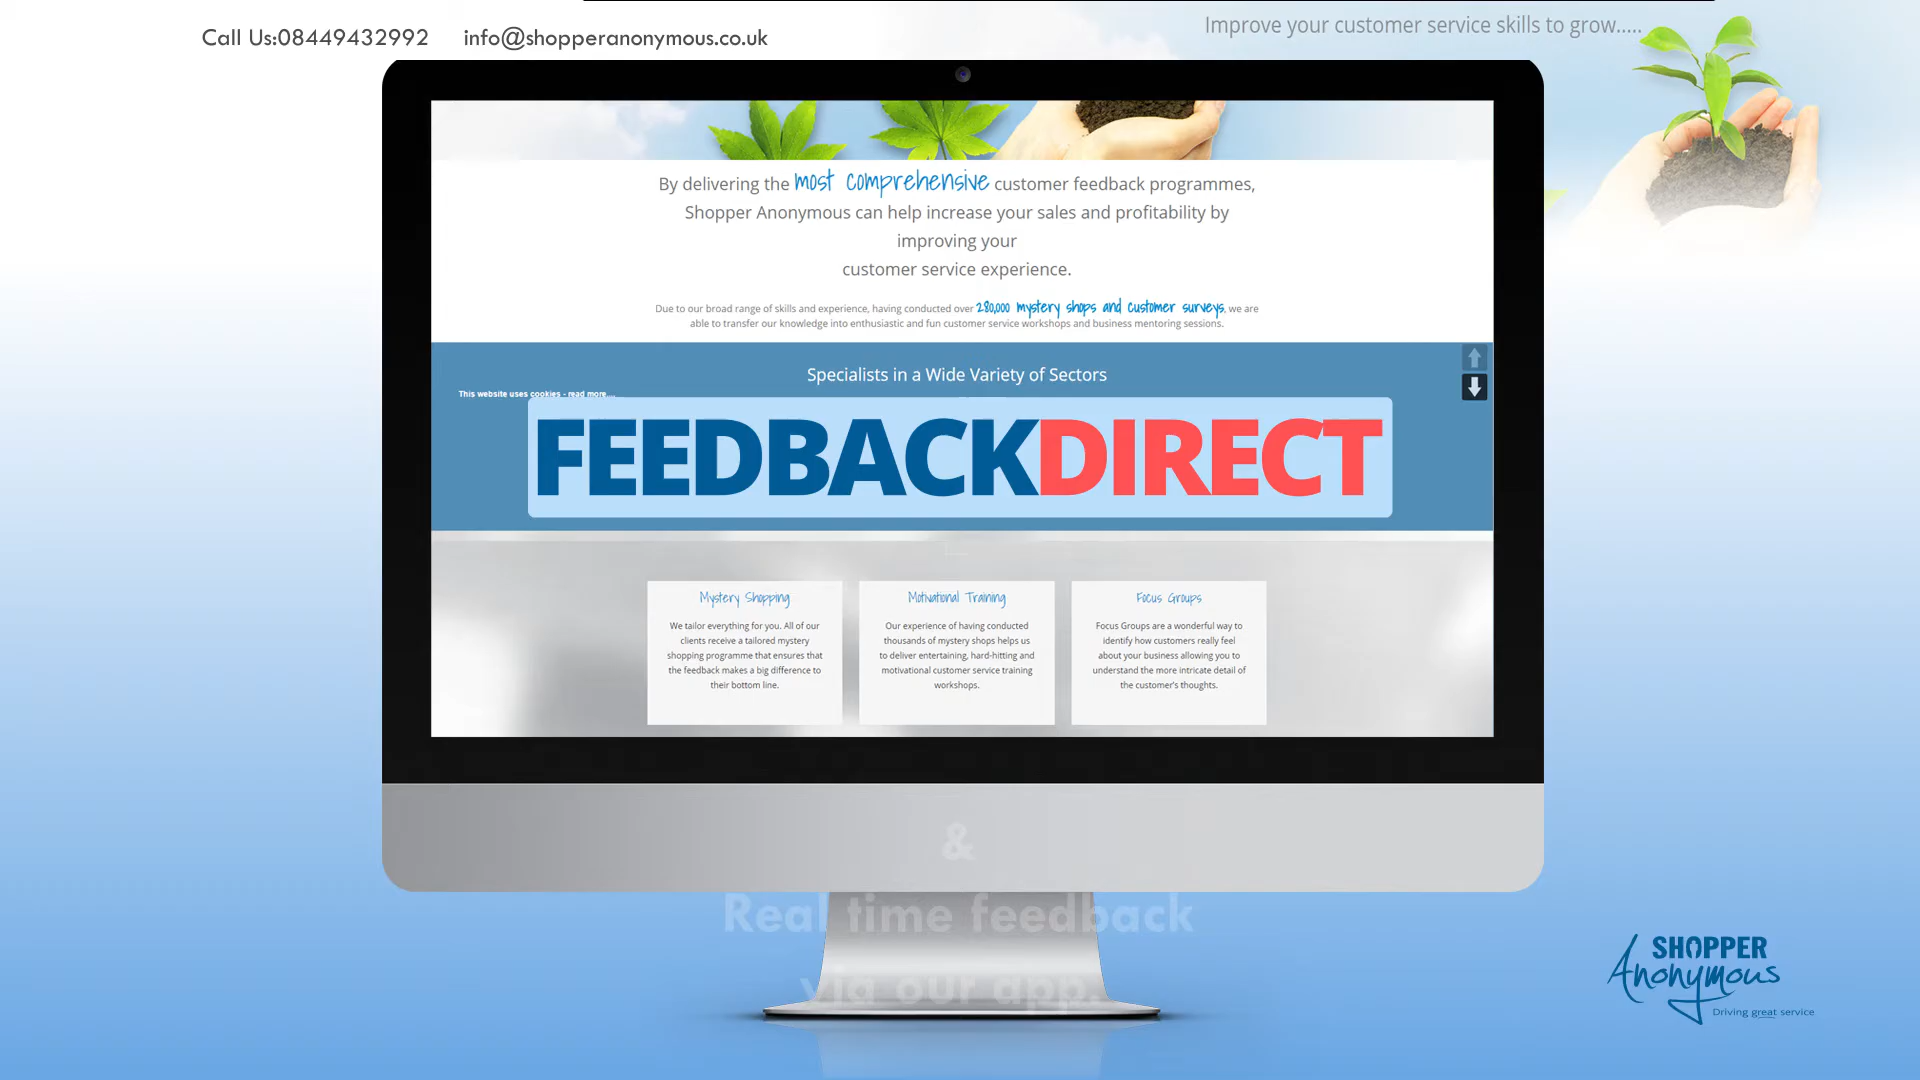 Call Us:08449432992 info@shopperanonymous.co.uk
Improve your customer service skills to grow.....
By delivering the most comprehensive customer feedback programmes,
Shopper Anonymous can help increase your sales and profitability by
improving your
customer service experience.
Due to our broad range of skills and experience, having conducted over 280,000 mystery shops and customer surveys, we are
able to transfer our knowledge into enthusiastic and fun customer service workshops and business mentoring sessions.
Specialists in a Wide Variety of Sectors
This website uses cookies - read more...
FEEDBACKDIRECT
Mystery Shopping
We tailor everything for you. All of our
clients receive a tailored mystery
shopping programme that ensures that
the feedback makes a big difference to
their bottom line.
Motivational Training
Our experience of having conducted
thousands of mystery shops helps us
to deliver entertaining, hard-hitting and
motivational customer service training
workshops.
Focus Groups
Focus Groups are a wonderful way to
identify how customers really feel
about your business allowing you to
understand the more intricate detail of
the customer's thoughts.
&
Real time feedback
via our app.
SHOPPER
Anonymous
Driving great service